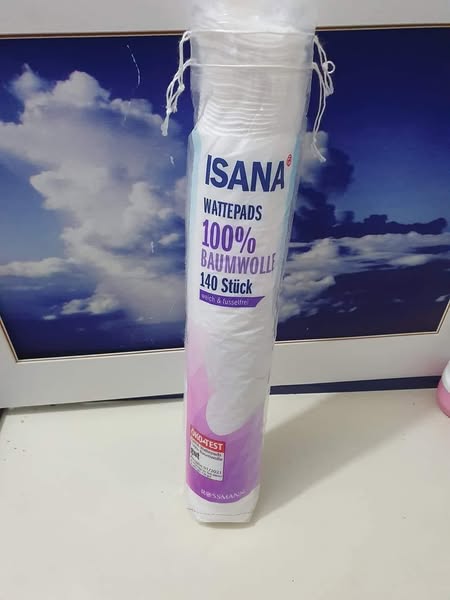 ISANA
WATTEPADS
100%
BAUMWOLLE
140 Stück
weich & fusselfrei
ÖKO-TEST
ROSSMANN